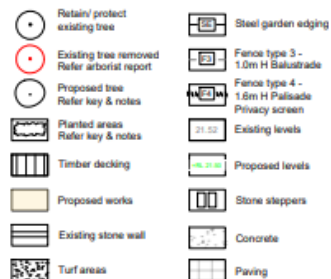 Retain/ protect
existing tree
Existing tree removed
Refer arborist report
Proposed tree
Refer key & notes
Planted areas
Refer key & notes
Timber decking
Proposed works
Existing stone wall
Turf areas
SE
Steel garden edging
F3
Fence type 3 -
1.0m H Balustrade
F4
Fence type 4 -
1.6m H Palisade
Privacy screen
21.52
Existing levels
Proposed levels
Stone steppers
Concrete
Paving